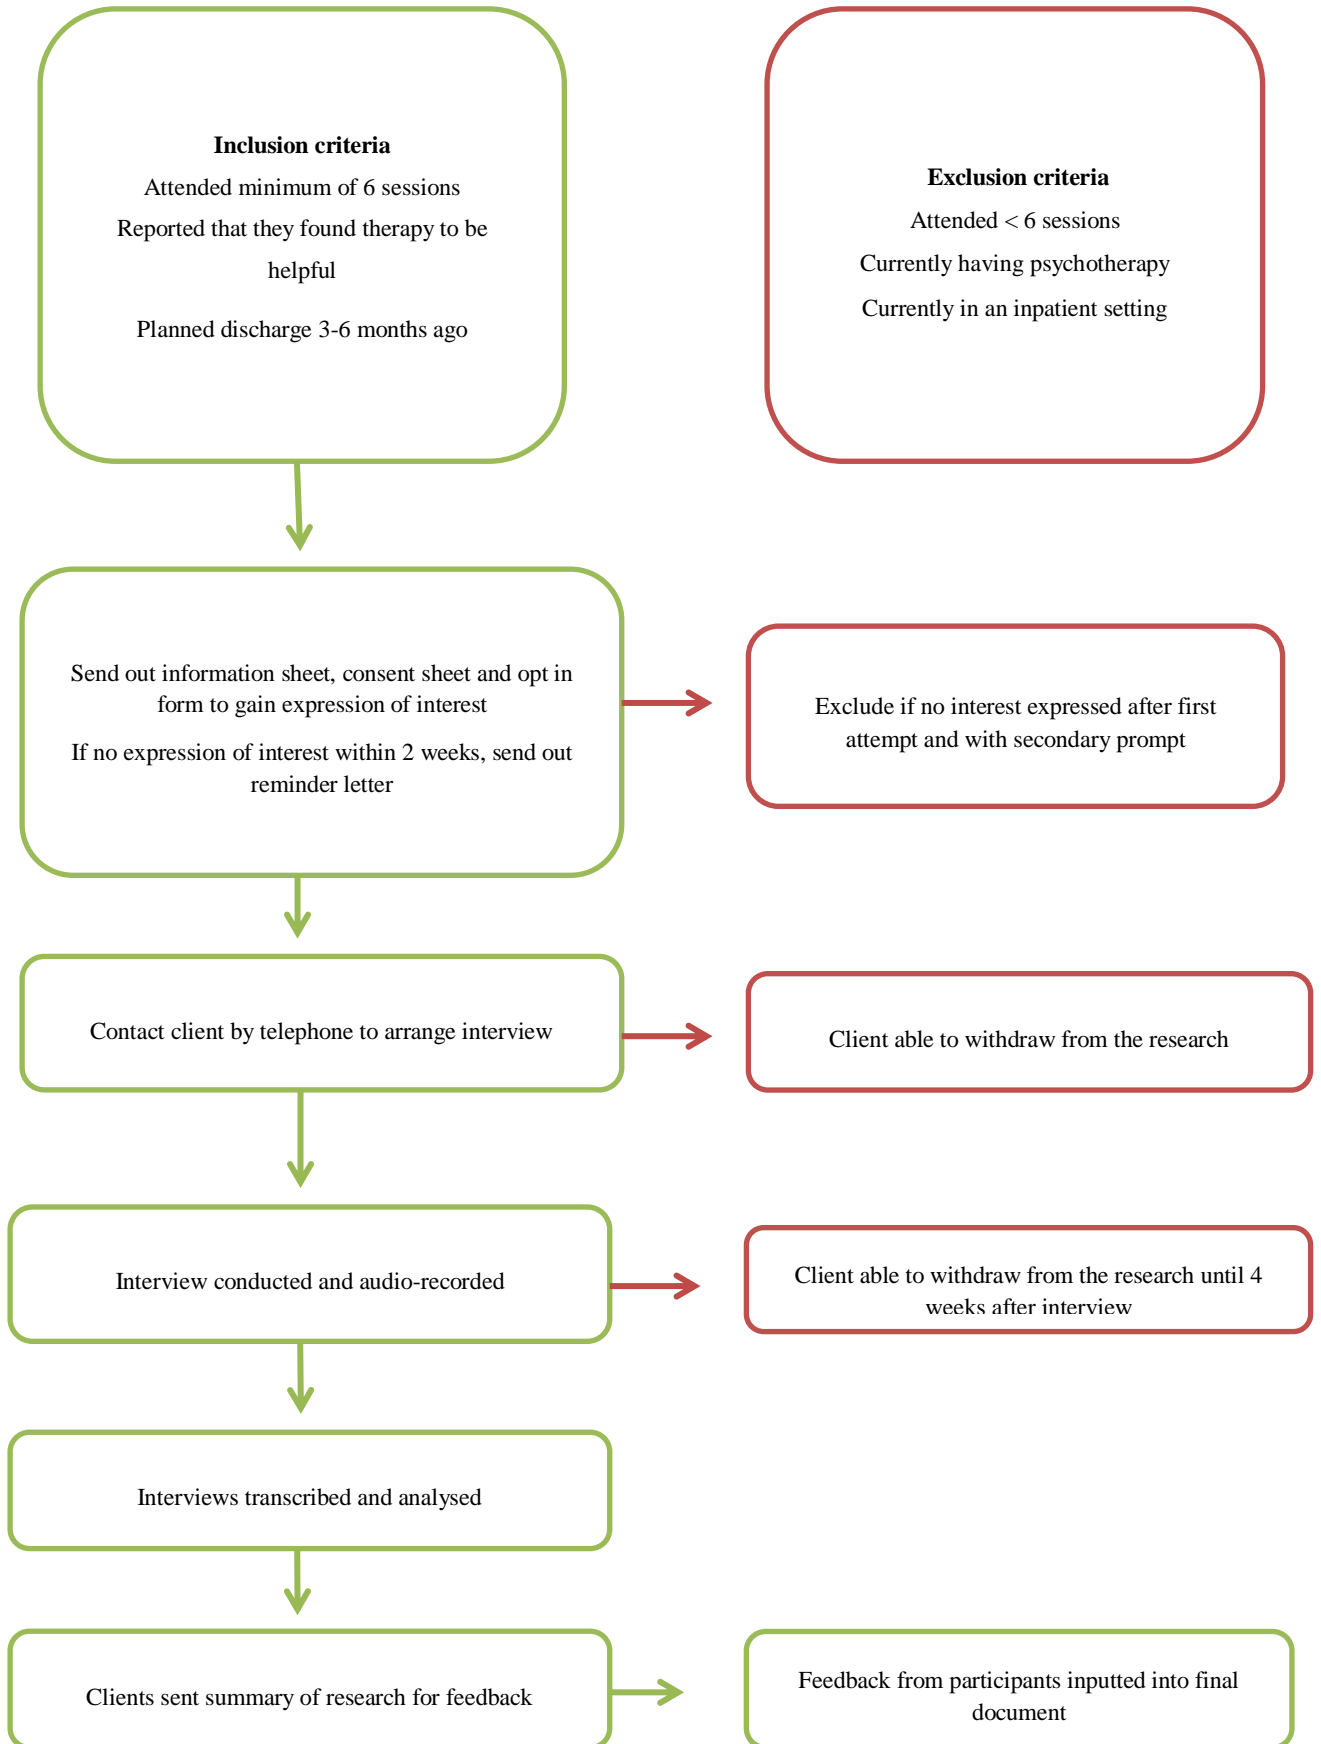 Inclusion criteria
Attended minimum of 6 sessions
Reported that they found therapy to be
helpful
Planned discharge 3-6 months ago
Exclusion criteria
Attended < 6 sessions
Currently having psychotherapy
Currently in an inpatient setting
Send out information sheet, consent sheet and opt in
form to gain expression of interest
If no expression of interest within 2 weeks, send out
reminder letter
Exclude if no interest expressed after first
attempt and with secondary prompt
Contact client by telephone to arrange interview
Client able to withdraw from the research
Interview conducted and audio-recorded
Client able to withdraw from the research until 4
weeks after interview
Interviews transcribed and analysed
Clients sent summary of research for feedback
Feedback from participants inputted into final
document